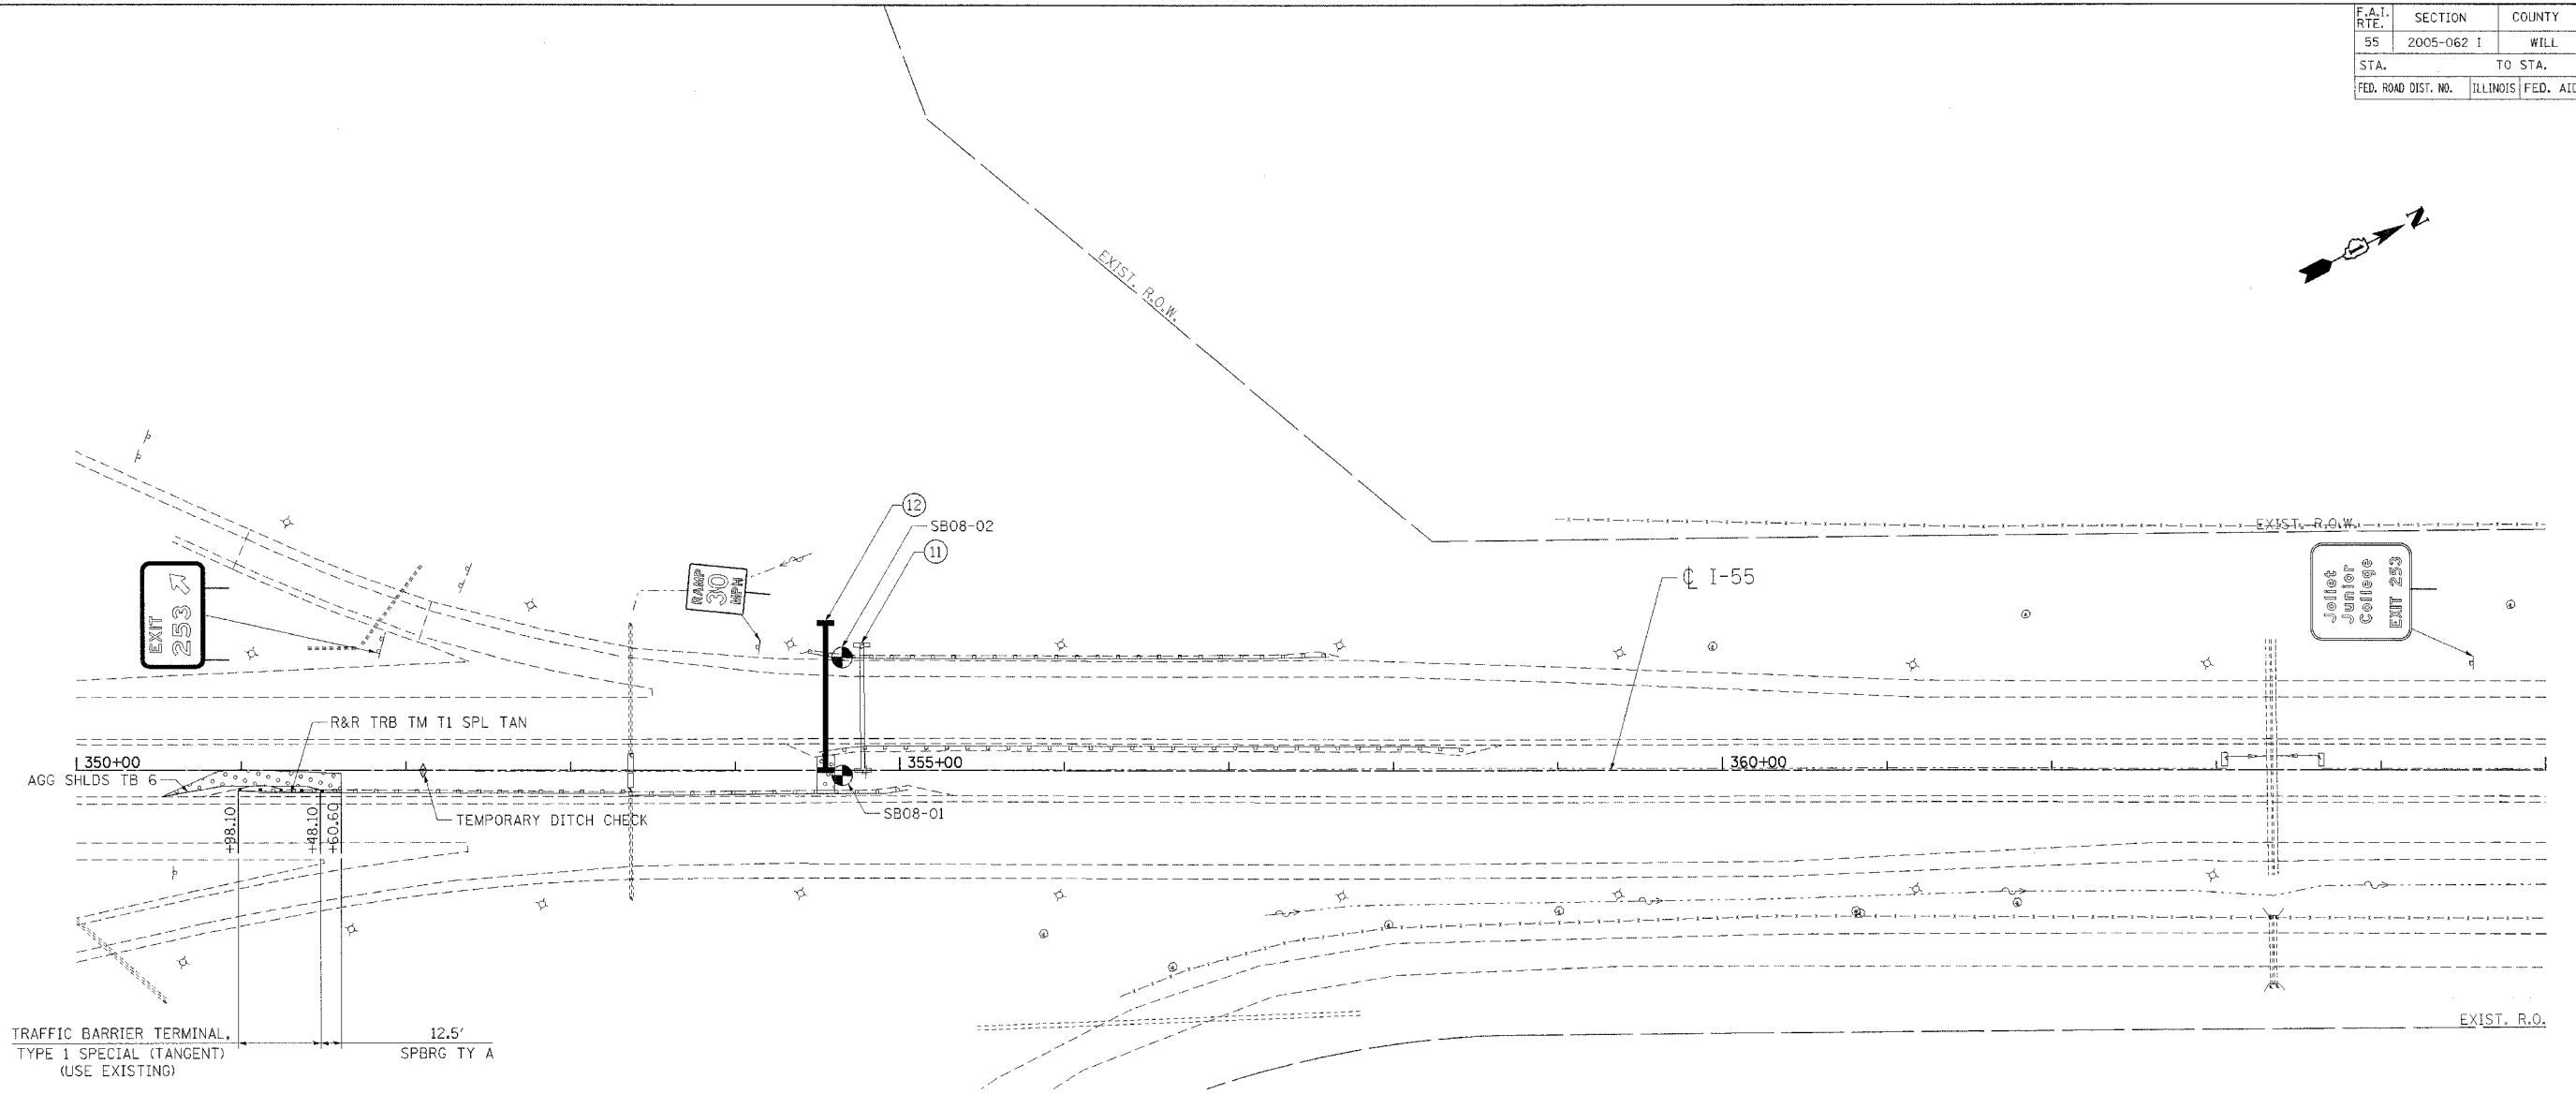 F.A.I. RTE. SECTION COUNTY
55 2005-062 I WILL
STA. TO STA.
FED. ROAD DIST. NO. ILLINOIS FED. AID
N
EXIST. R.O.W.
12
SB08-02
11
EXIST. R.O.W.
EXIT 253
RAMP 30 MPH
℄ I-55
Joliet Junior College EXIT 253
R&R TRB TM T1 SPL TAN
350+00
355+00
360+00
AGG SHLDS TB 6
+98.10
+48.10
+60.60
TEMPORARY DITCH CHECK
SB08-01
EXIST. R.O.
TRAFFIC BARRIER TERMINAL,
TYPE 1 SPECIAL (TANGENT)
(USE EXISTING)
12.5'
SPBRG TY A